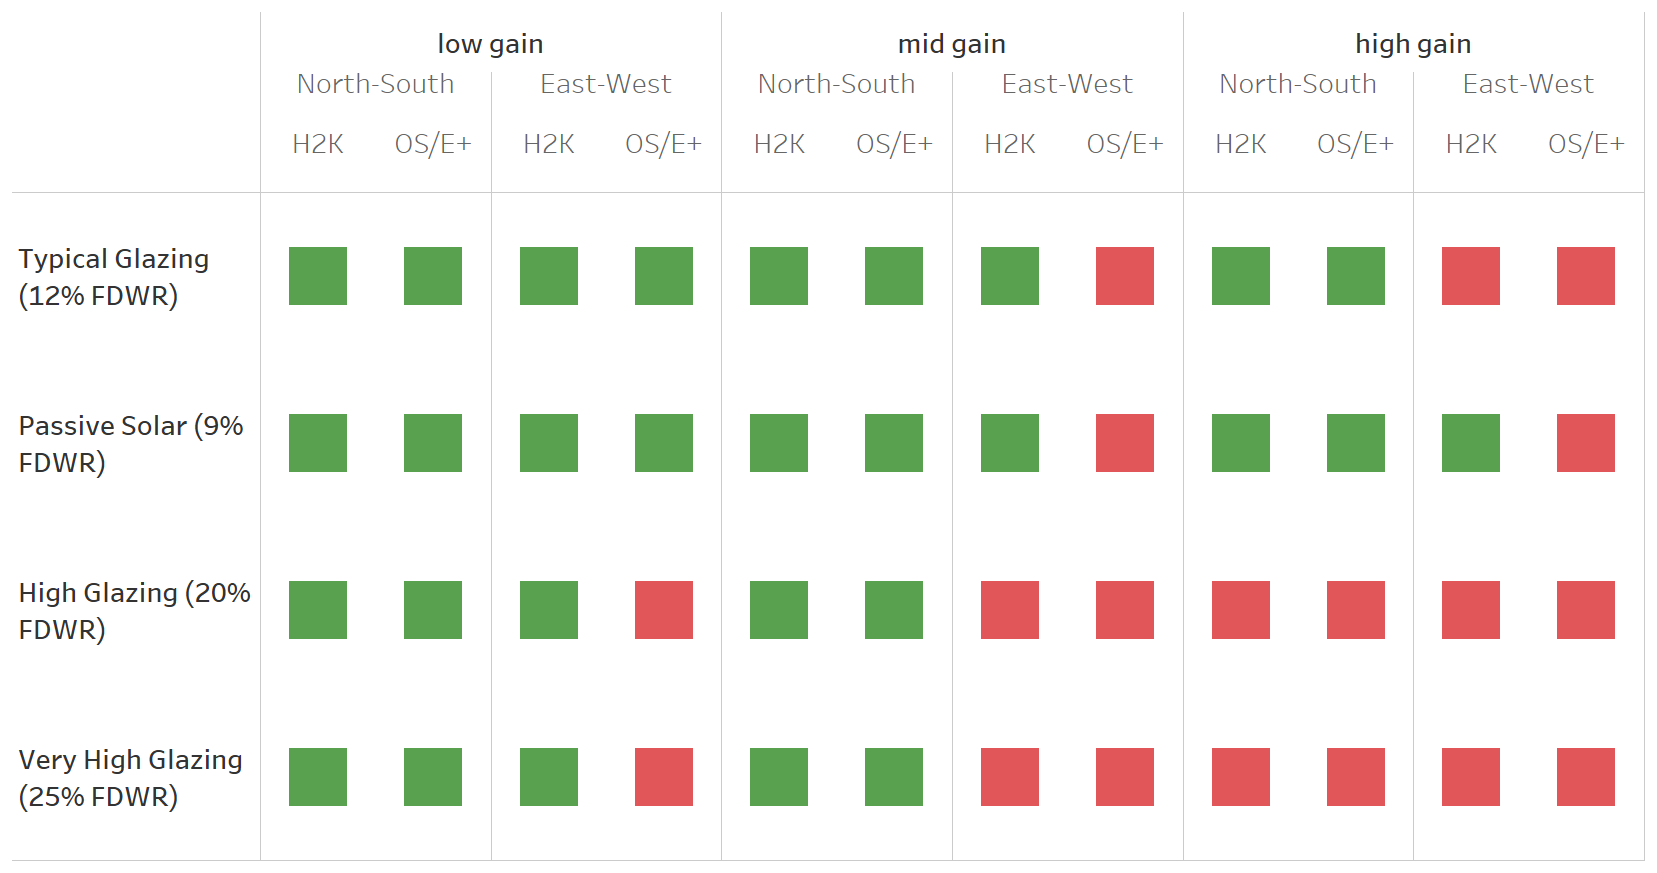 low gain mid gain high gain
North-South East-West North-South East-West North-South East-West
H2K OS/E+ H2K OS/E+ H2K OS/E+ H2K OS/E+ H2K OS/E+ H2K OS/E+
Typical Glazing
(12% FDWR)
Passive Solar (9%
FDWR)
High Glazing (20%
FDWR)
Very High Glazing
(25% FDWR)